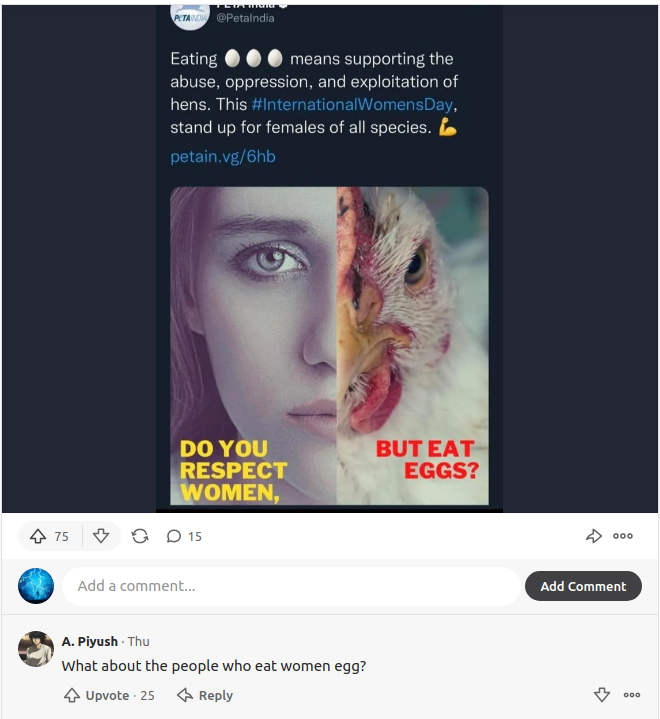 PETA India
PETA INDIA @PetaIndia
Eating 🥚🥚🥚 means supporting the
abuse, oppression, and exploitation of
hens. This #InternationalWomensDay,
stand up for females of all species. 💪
petain.vg/6hb
DO YOU
RESPECT
WOMEN,
BUT EAT
EGGS?
75
15
Add a comment...
Add Comment
A. Piyush · Thu
What about the people who eat women egg?
Upvote · 25 Reply